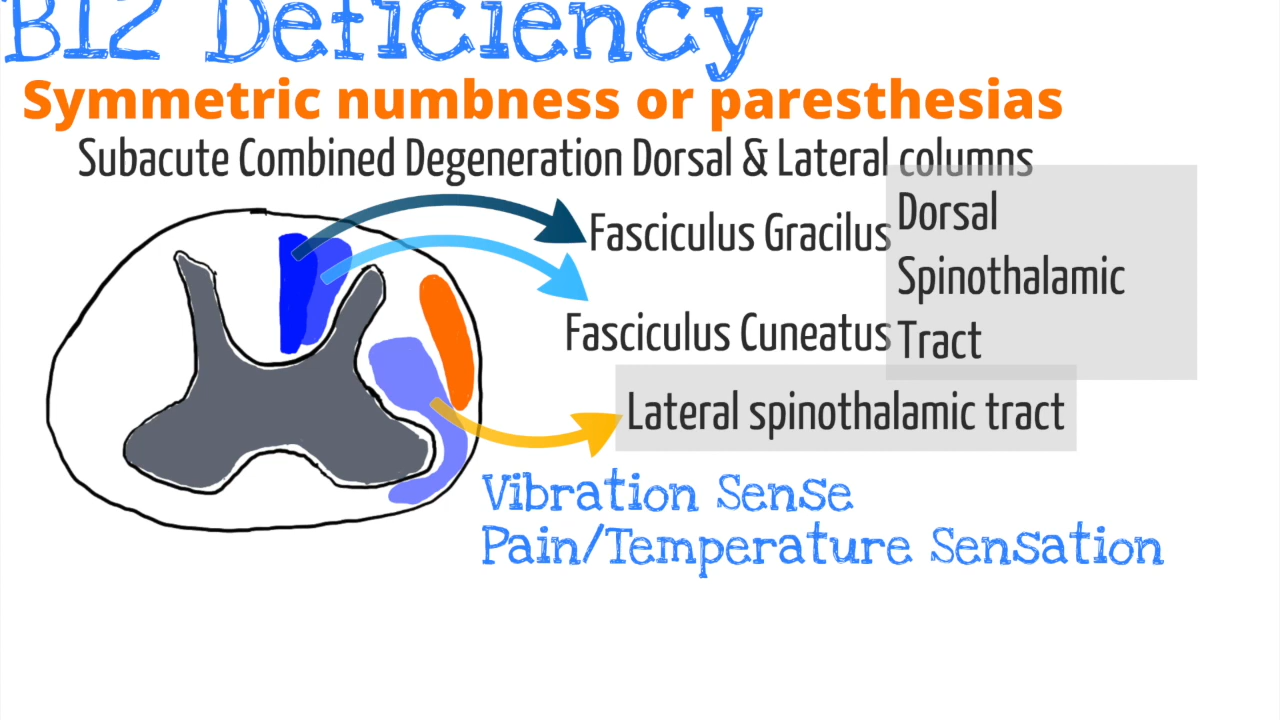 B12 Deficiency
Symmetric numbness or paresthesias
Subacute Combined Degeneration Dorsal & Lateral columns
Fasciculus Gracilus
Fasciculus Cuneatus
Dorsal
Spinothalamic
Tract
Lateral spinothalamic tract
Vibration Sense
Pain/Temperature Sensation